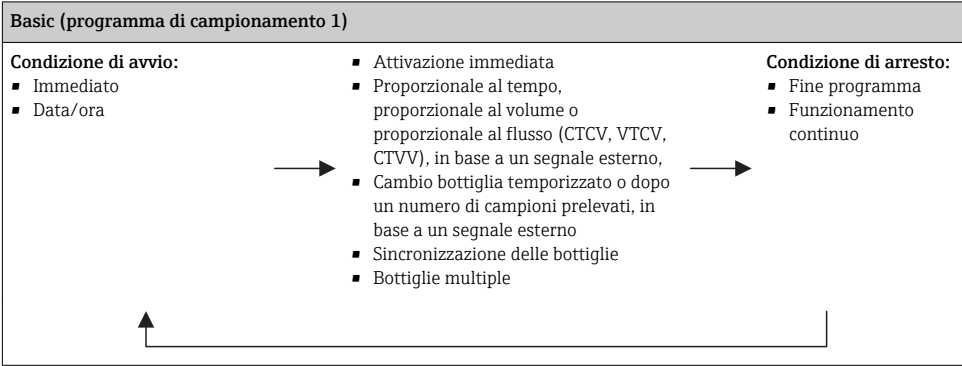 Basic (programma di campionamento 1)
Condizione di avvio:
▪ Immediato
▪ Data/ora
▪ Attivazione immediata
▪ Proporzionale al tempo,
proporzionale al volume o
proporzionale al flusso (CTCV, VTCV,
CTVV), in base a un segnale esterno,
▪ Cambio bottiglia temporizzato o dopo
un numero di campioni prelevati, in
base a un segnale esterno
▪ Sincronizzazione delle bottiglie
▪ Bottiglie multiple
Condizione di arresto:
▪ Fine programma
▪ Funzionamento
continuo